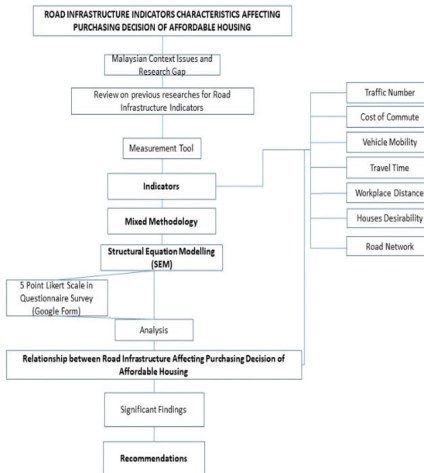 ROAD INFRASTRUCTURE INDICATORS CHARACTERISTICS AFFECTING
PURCHASING DECISION OF AFFORDABLE HOUSING
Malaysian Context Issues and
Research Gap
Review on previous researches for Road
Infrastructure Indicators
Measurement Tool
Indicators
Mixed Methodology
Structural Equation Modelling
(SEM)
5 Point Likert Scale in
Questionnaire Survey
(Google Form)
Analysis
Relationship between Road Infrastructure Affecting Purchasing Decision of
Affordable Housing
Significant Findings
Recommendations
Traffic Number
Cost of Commute
Vehicle Mobility
Travel Time
Workplace Distance
Houses Desirability
Road Network